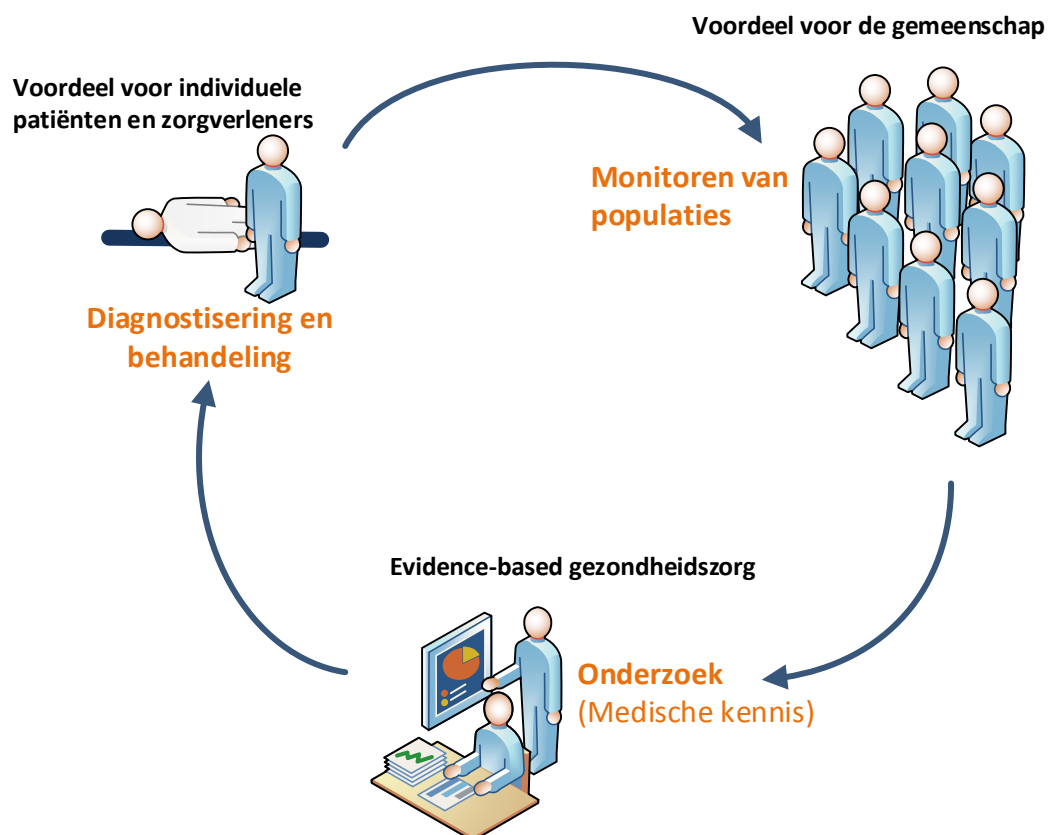 Voordeel voor de gemeenschap
Voordeel voor individuele
patiënten en zorgverleners
Monitoren van
populaties
Diagnostisering en
behandeling
Evidence-based gezondheidszorg
Onderzoek
(Medische kennis)